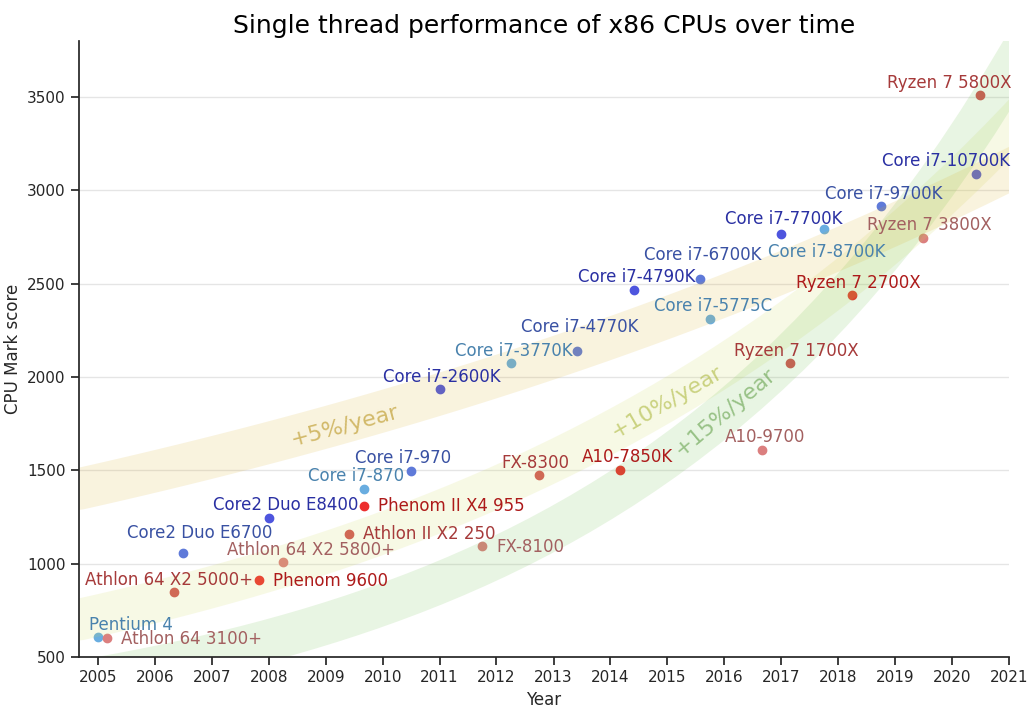 Single thread performance of x86 CPUs over time
CPU Mark score
3500
3000
2500
2000
1500
1000
500
Ryzen 7 5800X
Core i7-10700K
Core i7-9700K
Core i7-7700K
Ryzen 7 3800X
Core i7-6700K
Core i7-8700K
Core i7-4790K
Ryzen 7 2700X
Core i7-5775C
Core i7-4770K
Core i7-3770K
Ryzen 7 1700X
Core i7-2600K
+5%/year
+10%/year
+15%/year
A10-9700
Core i7-970
A10-7850K
FX-8300
Core i7-870
Core2 Duo E8400
Phenom II X4 955
Core2 Duo E6700
Athlon II X2 250
Athlon 64 X2 5800+
FX-8100
Athlon 64 X2 5000+
Phenom 9600
Pentium 4
Athlon 64 3100+
2005 2006 2007 2008 2009 2010 2011 2012 2013 2014 2015 2016 2017 2018 2019 2020 2021
Year